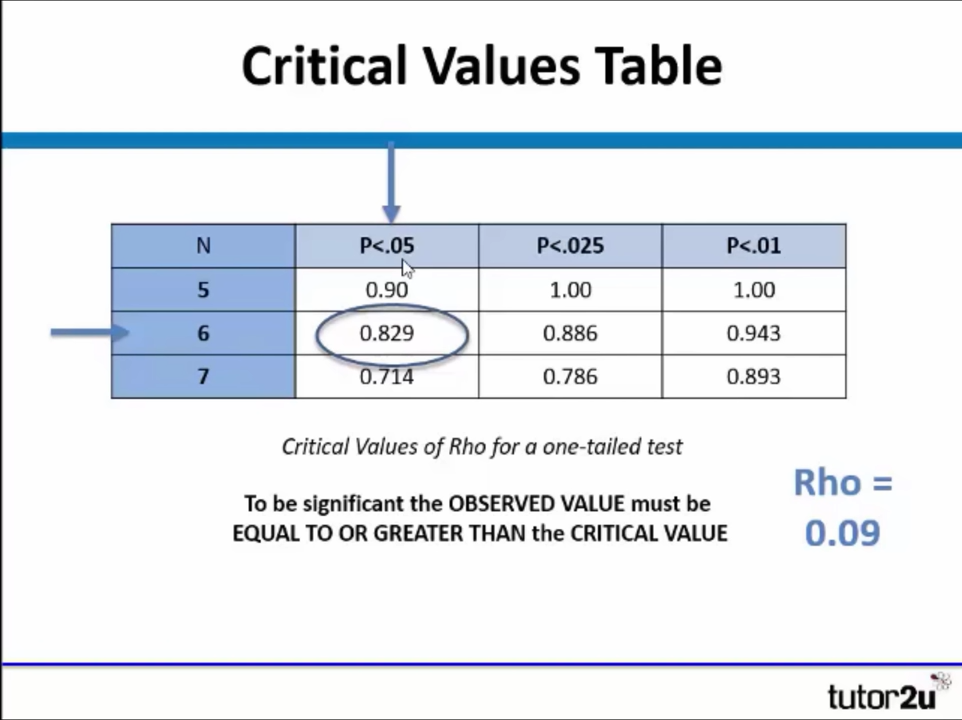 Critical Values Table
N P<.05 P<.025 P<.01
5 0.90 1.00 1.00
6 0.829 0.886 0.943
7 0.714 0.786 0.893
Critical Values of Rho for a one-tailed test
To be significant the OBSERVED VALUE must be
EQUAL TO OR GREATER THAN the CRITICAL VALUE
Rho =
0.09
tutor2u